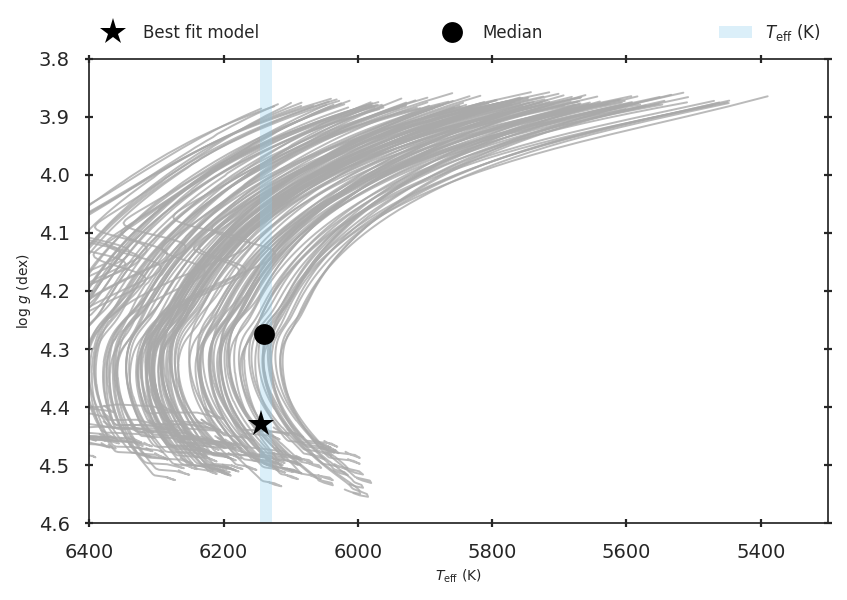 Best fit model Median T_eff (K)
3.8
3.9
4.0
4.1
4.2
4.3
4.4
4.5
4.6
log g (dex)
6400 6200 6000 5800 5600 5400
T_eff (K)